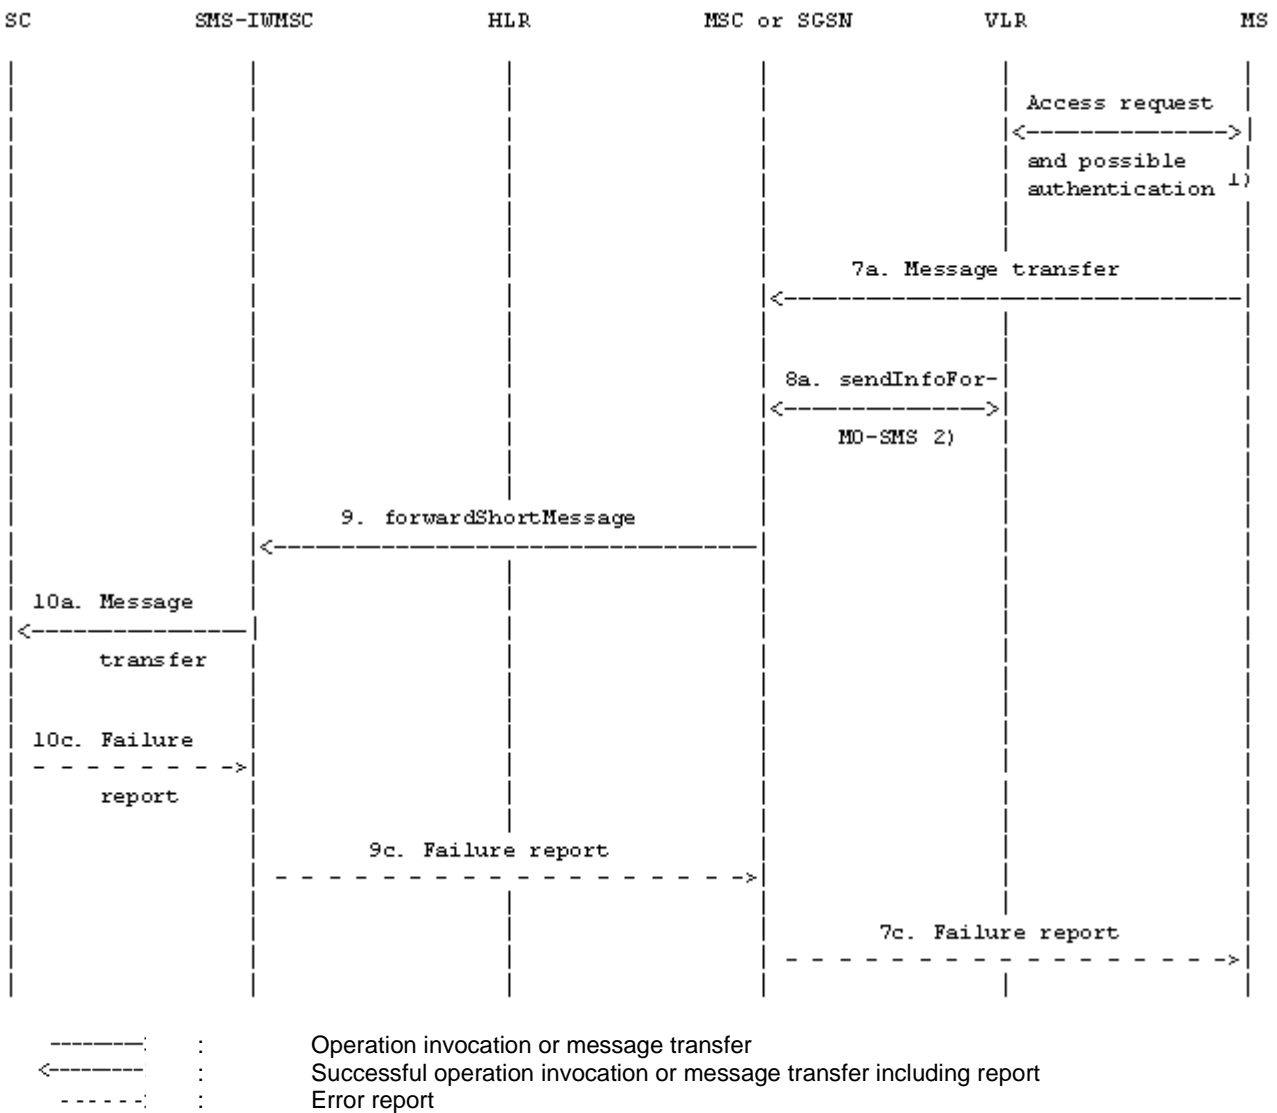 SC SMS-IWMSC HLR MSC or SGSN VLR MS
Access request
and possible
authentication 1)
7a. Message transfer
8a. sendInfoFor-
MO-SMS 2)
9. forwardShortMessage
10a. Message
transfer
10c. Failure
report
9c. Failure report
7c. Failure report
: Operation invocation or message transfer
: Successful operation invocation or message transfer including report
: Error report